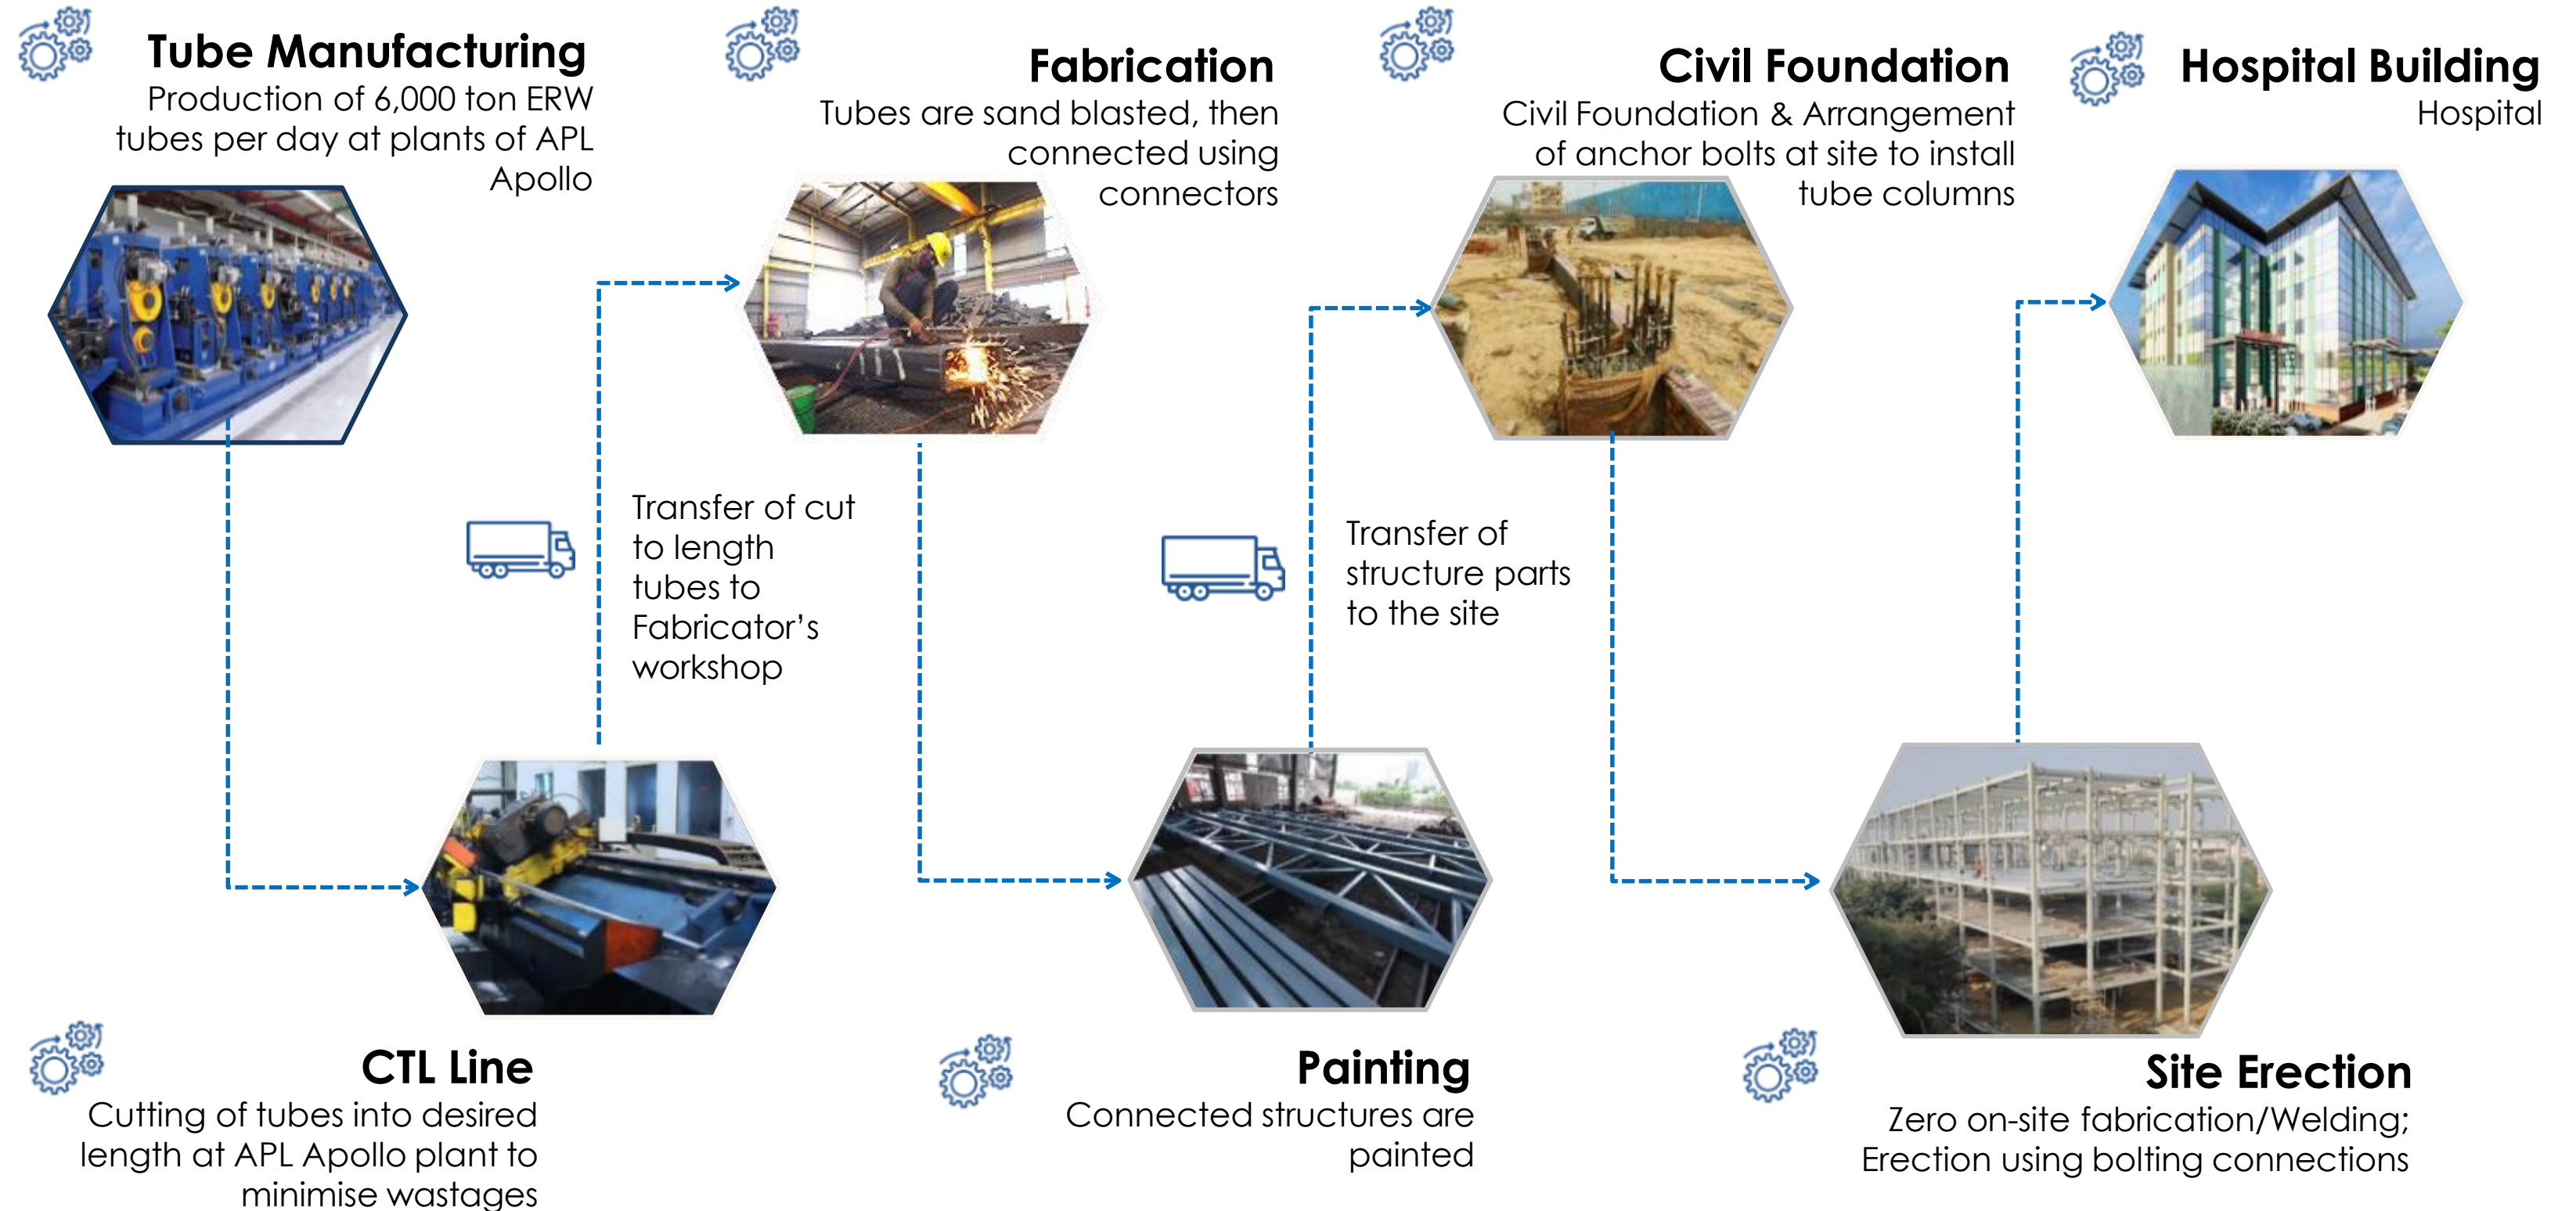 Tube Manufacturing
Production of 6,000 ton ERW
tubes per day at plants of APL
Apollo
CTL Line
Cutting of tubes into desired
length at APL Apollo plant to
minimise wastages
Transfer of cut
to length
tubes to
Fabricator’s
workshop
Fabrication
Tubes are sand blasted, then
connected using
connectors
Painting
Connected structures are
painted
Transfer of
structure parts
to the site
Civil Foundation
Civil Foundation & Arrangement
of anchor bolts at site to install
tube columns
Site Erection
Zero on-site fabrication/Welding;
Erection using bolting connections
Hospital Building
Hospital